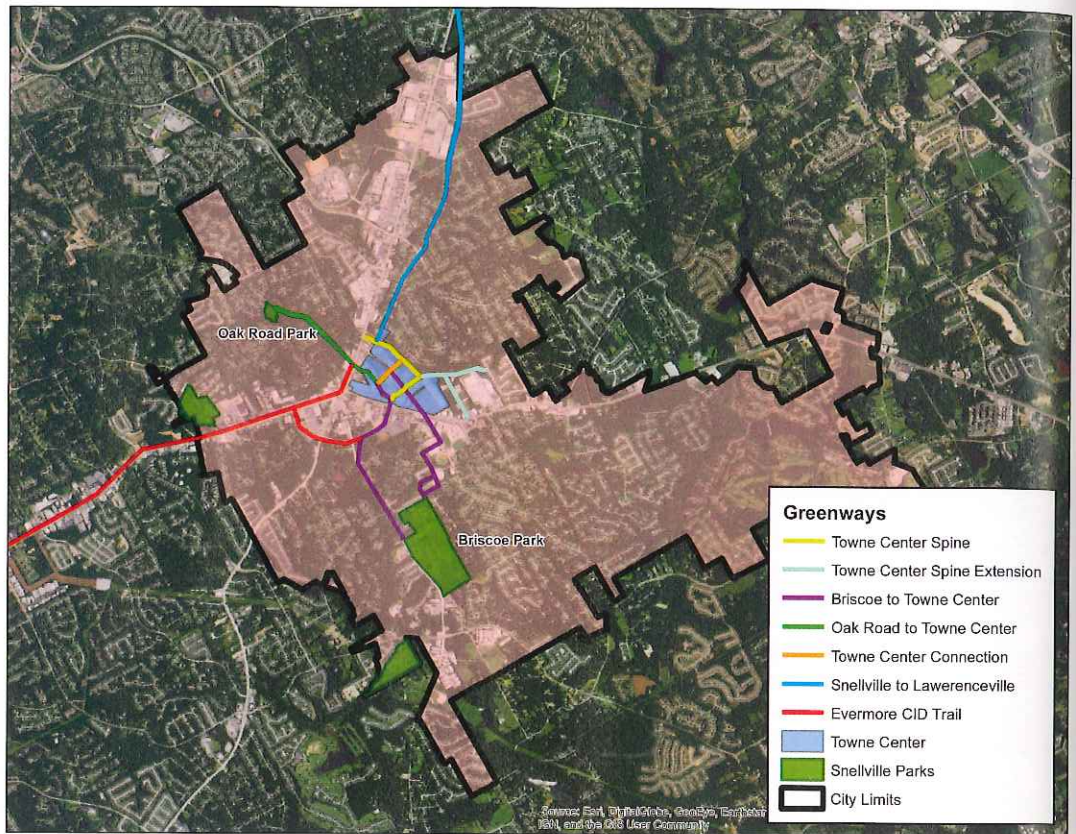 Oak Road Park
Briscoe Park
Greenways
Towne Center Spine
Towne Center Spine Extension
Briscoe to Towne Center
Oak Road to Towne Center
Towne Center Connection
Snellville to Lawerenceville
Evermore CID Trail
Towne Center
Snellville Parks
City Limits
Source: Esri, DigitalGlobe, GeoEye, Earthstar
IGN, and the GIS User Community